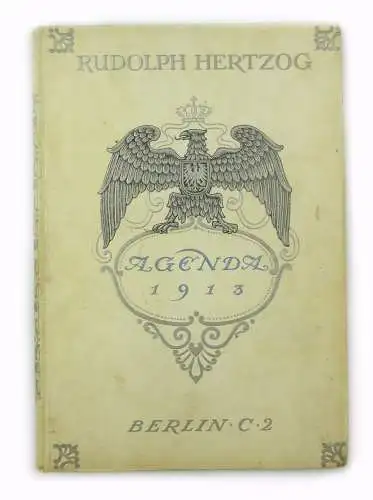 RUDOLPH HERTZOG
AGENDA
1913
BERLIN·C·2